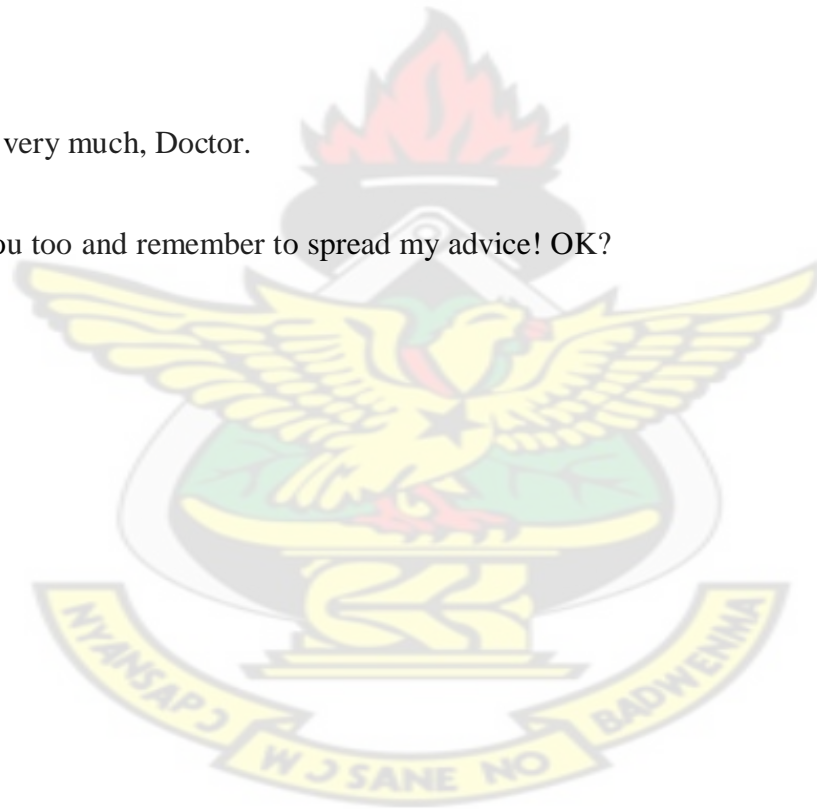 very much, Doctor.
ou too and remember to spread my advice! OK?
NYANSAPƆ WƆSANE NO BADWENMA